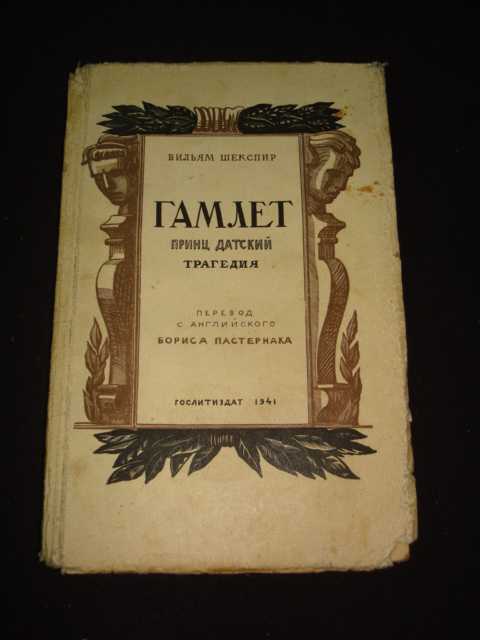 ВИЛЬЯМ ШЕКСПИР
ГАМЛЕТ
ПРИНЦ ДАТСКИЙ
ТРАГЕДИЯ
ПЕРЕВОД
С АНГЛИЙСКОГО
БОРИСА ПАСТЕРНАКА
ГОСЛИТИЗДАТ 1941